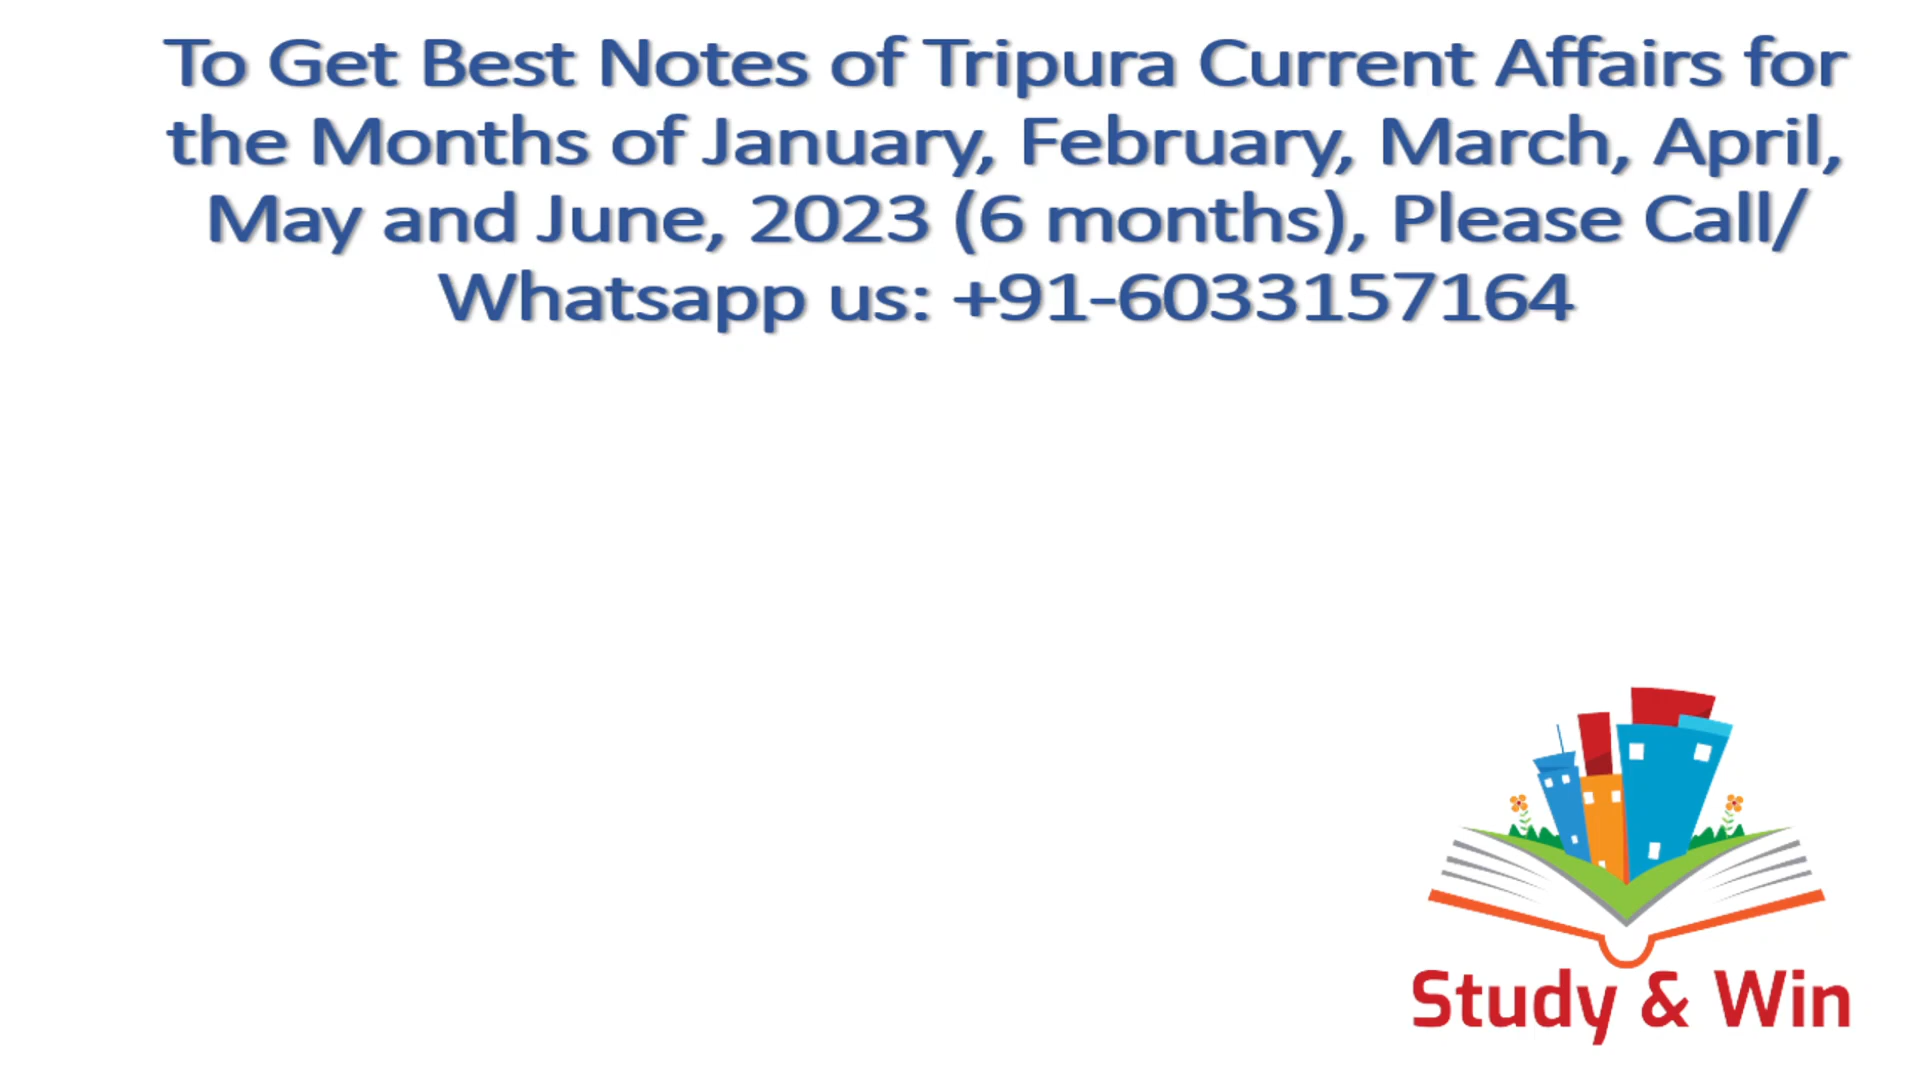 To Get Best Notes of Tripura Current Affairs for
the Months of January, February, March, April,
May and June, 2023 (6 months), Please Call/
Whatsapp us: +91-6033157164
Study & Win